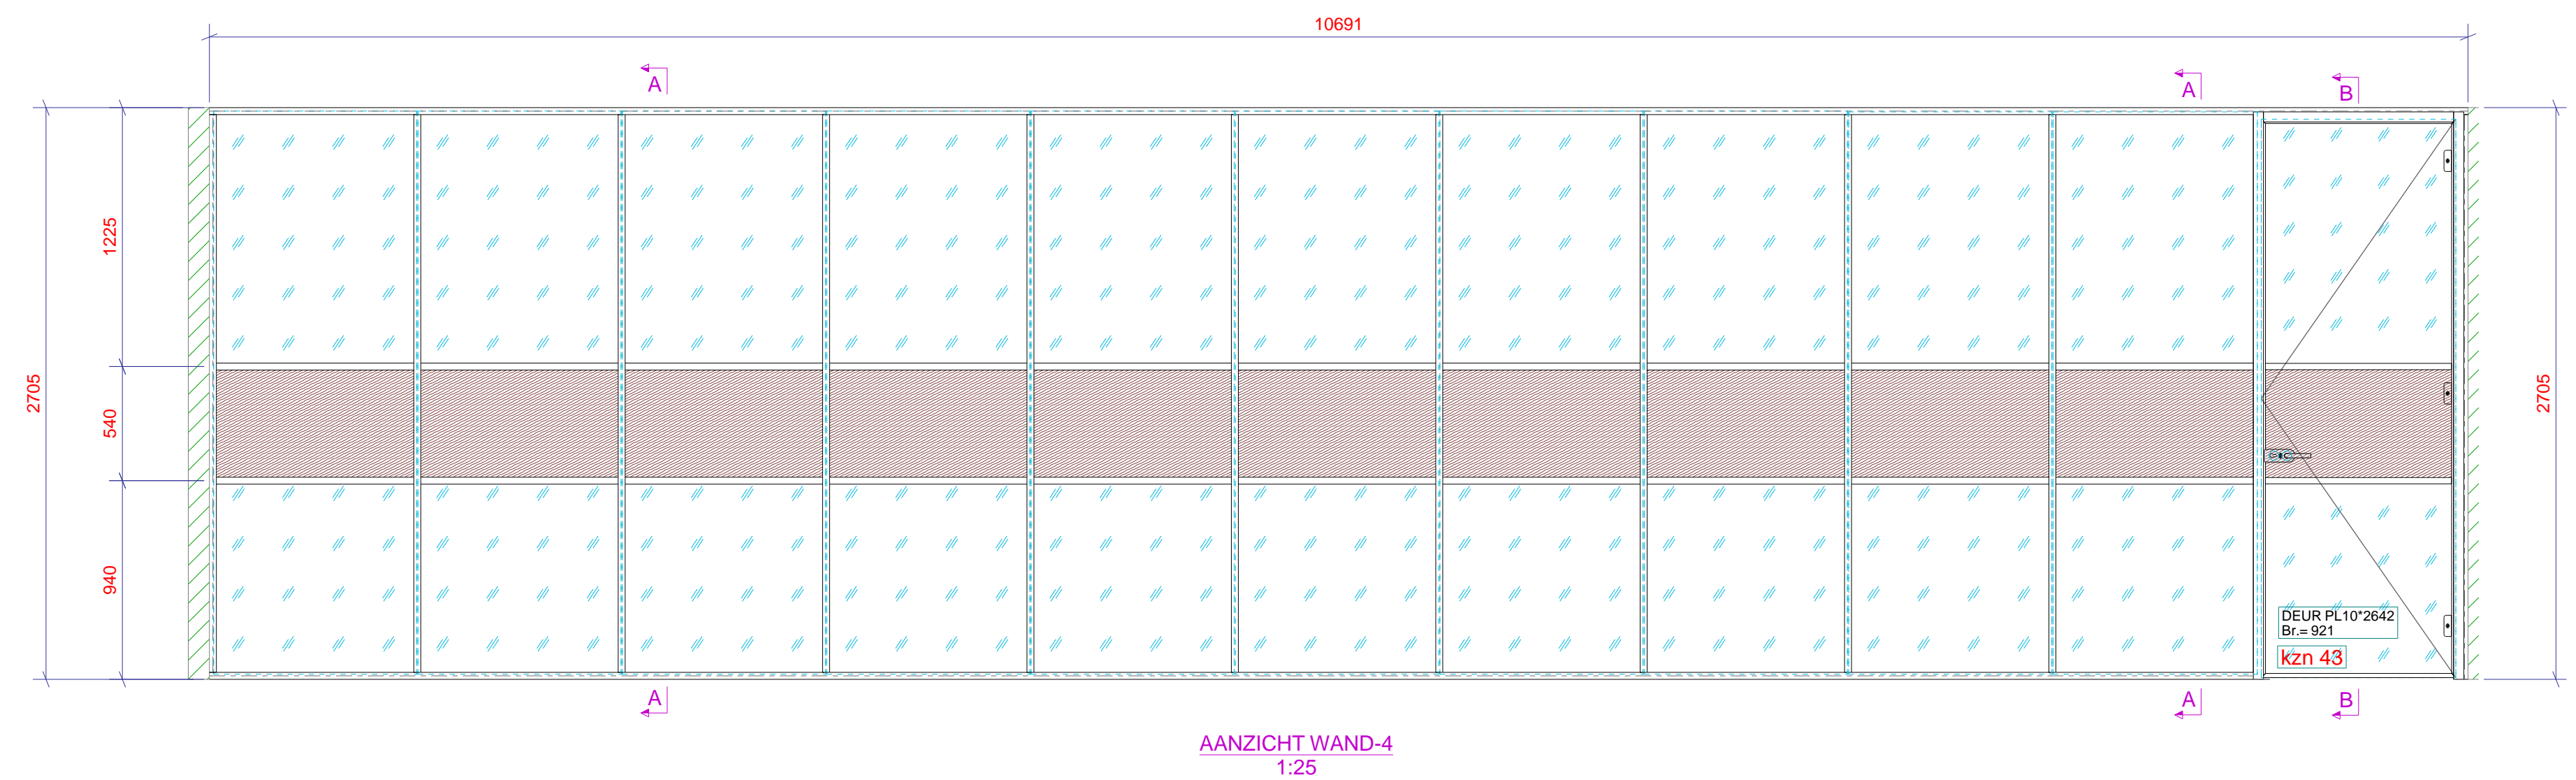 10691
A
A
B
1225
2705
540
2705
940
DEUR PL10*2642
Br.= 921
kzn 43
A
A
B
AANZICHT WAND-4
1:25